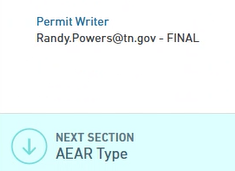 Permit Writer
Randy.Powers@tn.gov - FINAL
NEXT SECTION
AEAR Type